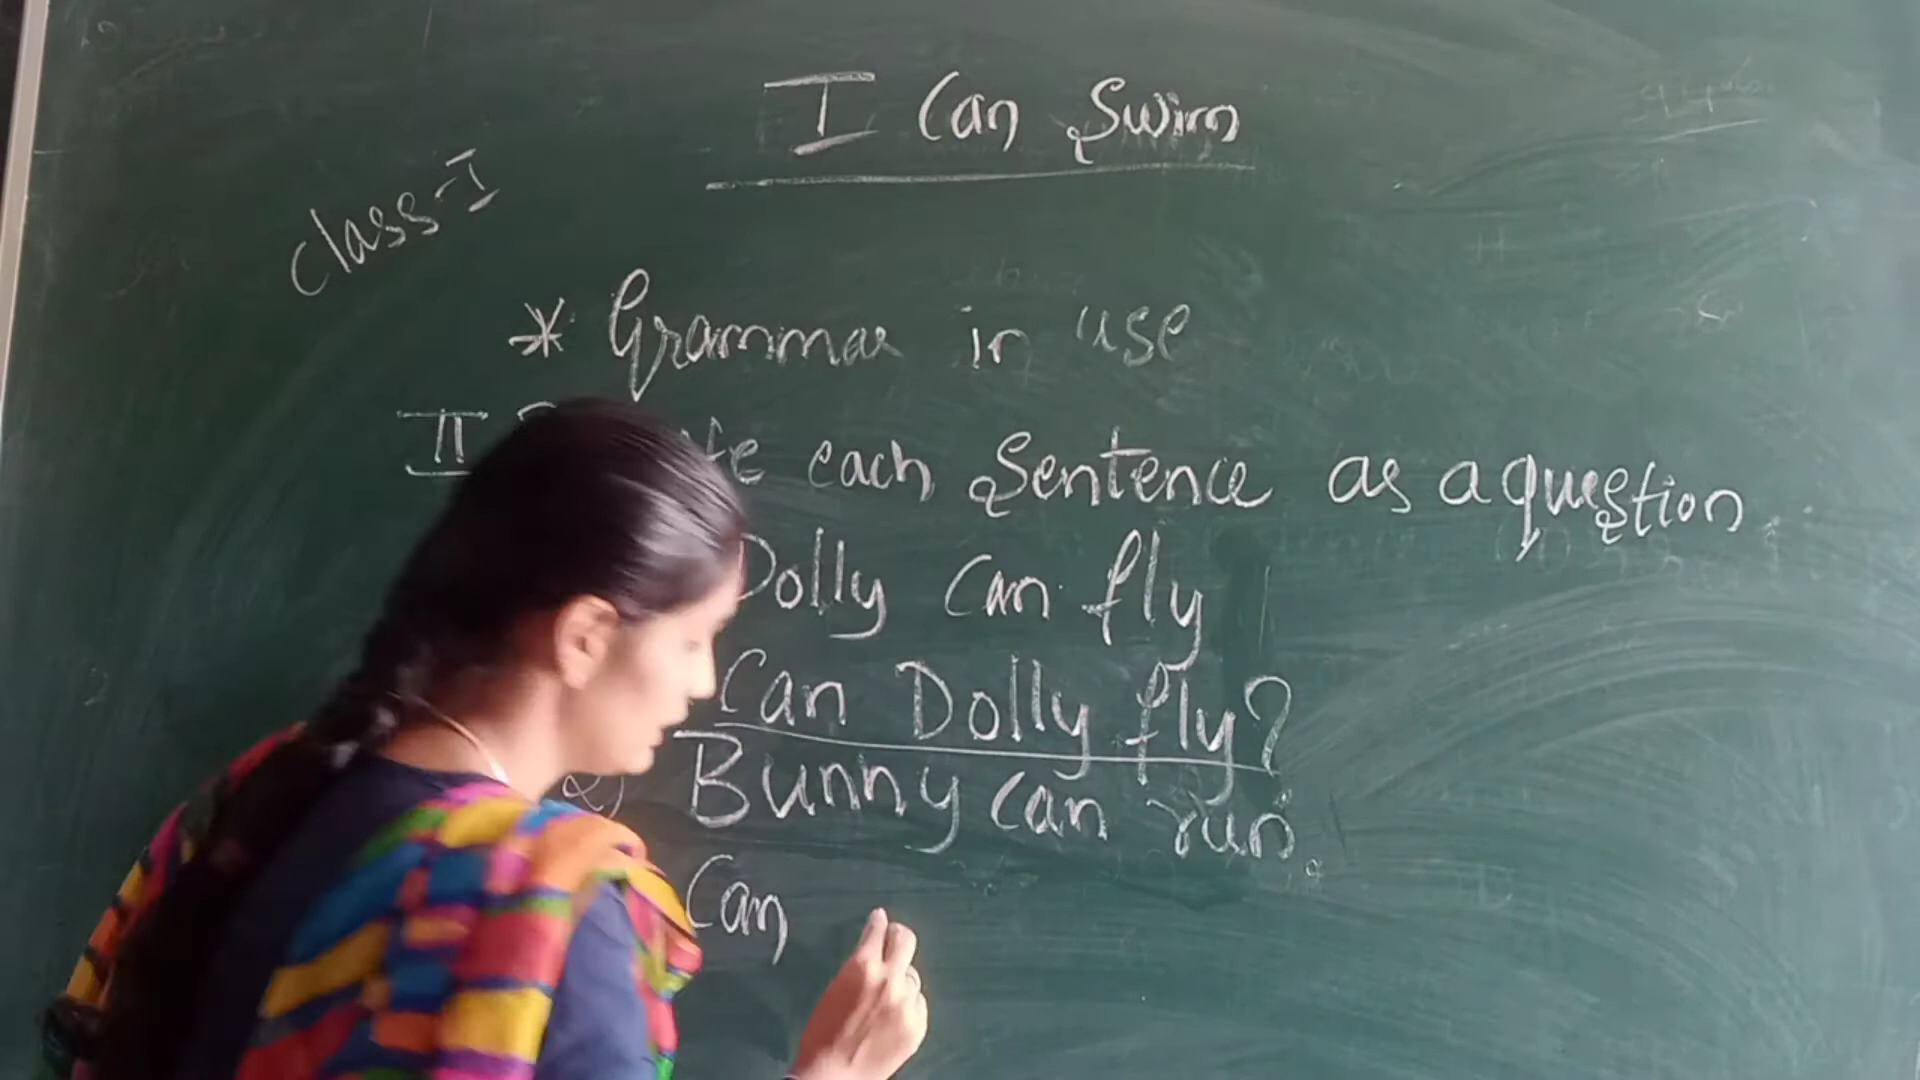 I Can Swim
Class-I
* Grammar in use
II each Sentence as a question
Dolly Can fly
Can Dolly fly?
2) Bunny can run.
Can